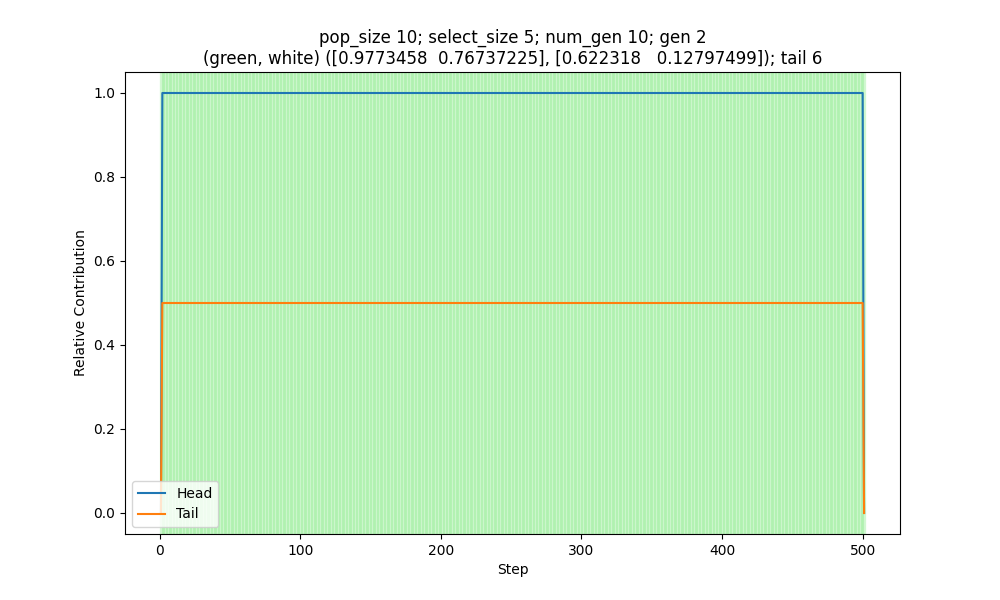 pop_size 10; select_size 5; num_gen 10; gen 2
(green, white) ([0.9773458  0.76737225], [0.622318   0.12797499]); tail 6
Relative Contribution
1.0
0.8
0.6
0.4
0.2
0.0
Head
Tail
0 100 200 300 400 500
Step